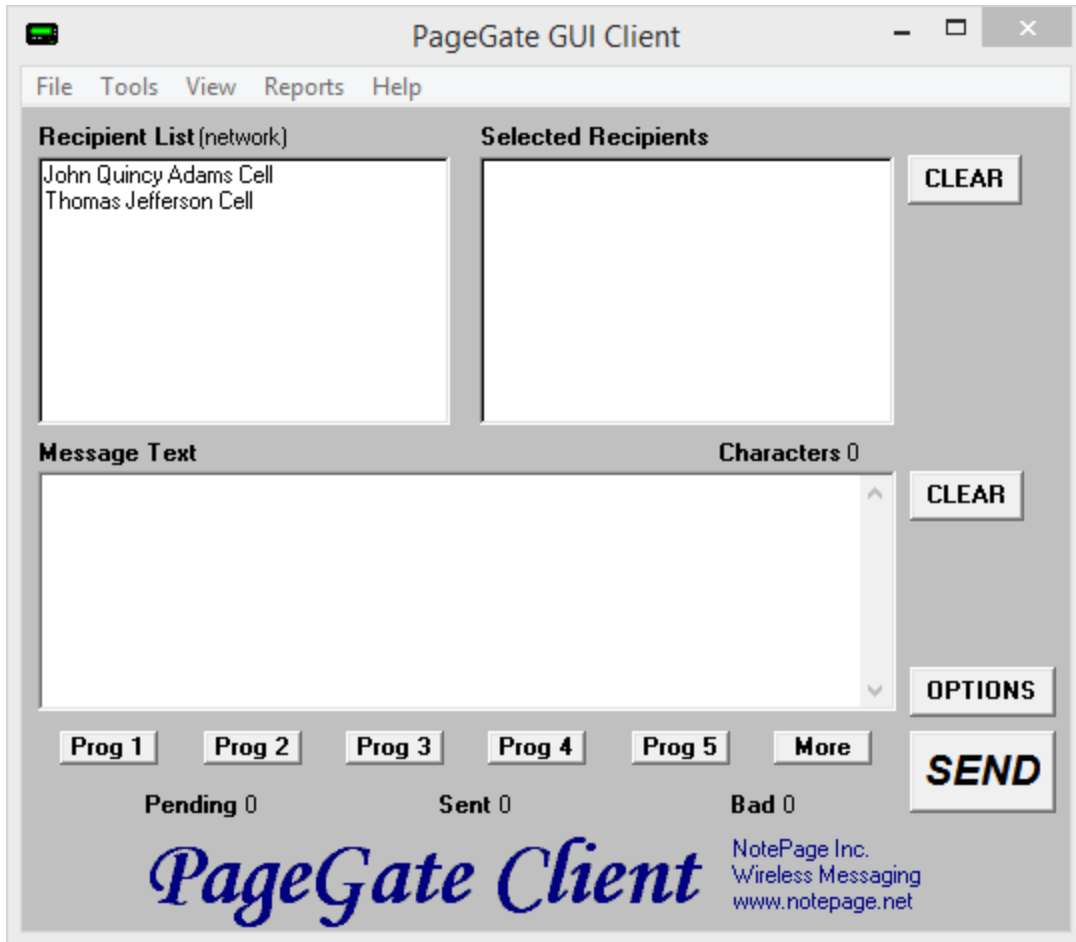 PageGate GUI Client
File Tools View Reports Help
Recipient List (network) Selected Recipients
John Quincy Adams Cell
Thomas Jefferson Cell
CLEAR
Message Text Characters 0
CLEAR
OPTIONS
Prog 1 Prog 2 Prog 3 Prog 4 Prog 5 More
SEND
Pending 0 Sent 0 Bad 0
PageGate Client
NotePage Inc.
Wireless Messaging
www.notepage.net